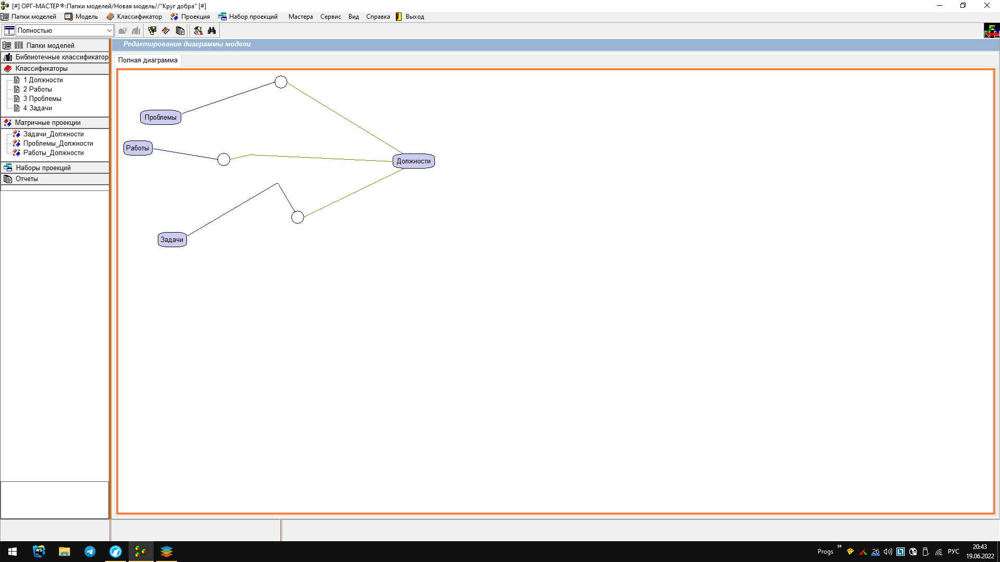 [#] ОРГ-МАСТЕР®:Папки моделей/Новая модель//"Круг добра" [#]
Папки моделей Модель Классификатор Проекция Набор проекций Мастера Сервис Вид Справка Выход
Полностью
Папки моделей
Библиотечные классификатор
Классификаторы
1 Должности
2 Работы
3 Проблемы
4 Задачи
Матричные проекции
Задачи_Должности
Проблемы_Должности
Работы_Должности
Наборы проекций
Отчеты
Редактирование диаграммы модели
Полная диаграмма
Проблемы
Работы
Должности
Задачи
WS
Progs » 26 РУС
20:43
19.06.2022